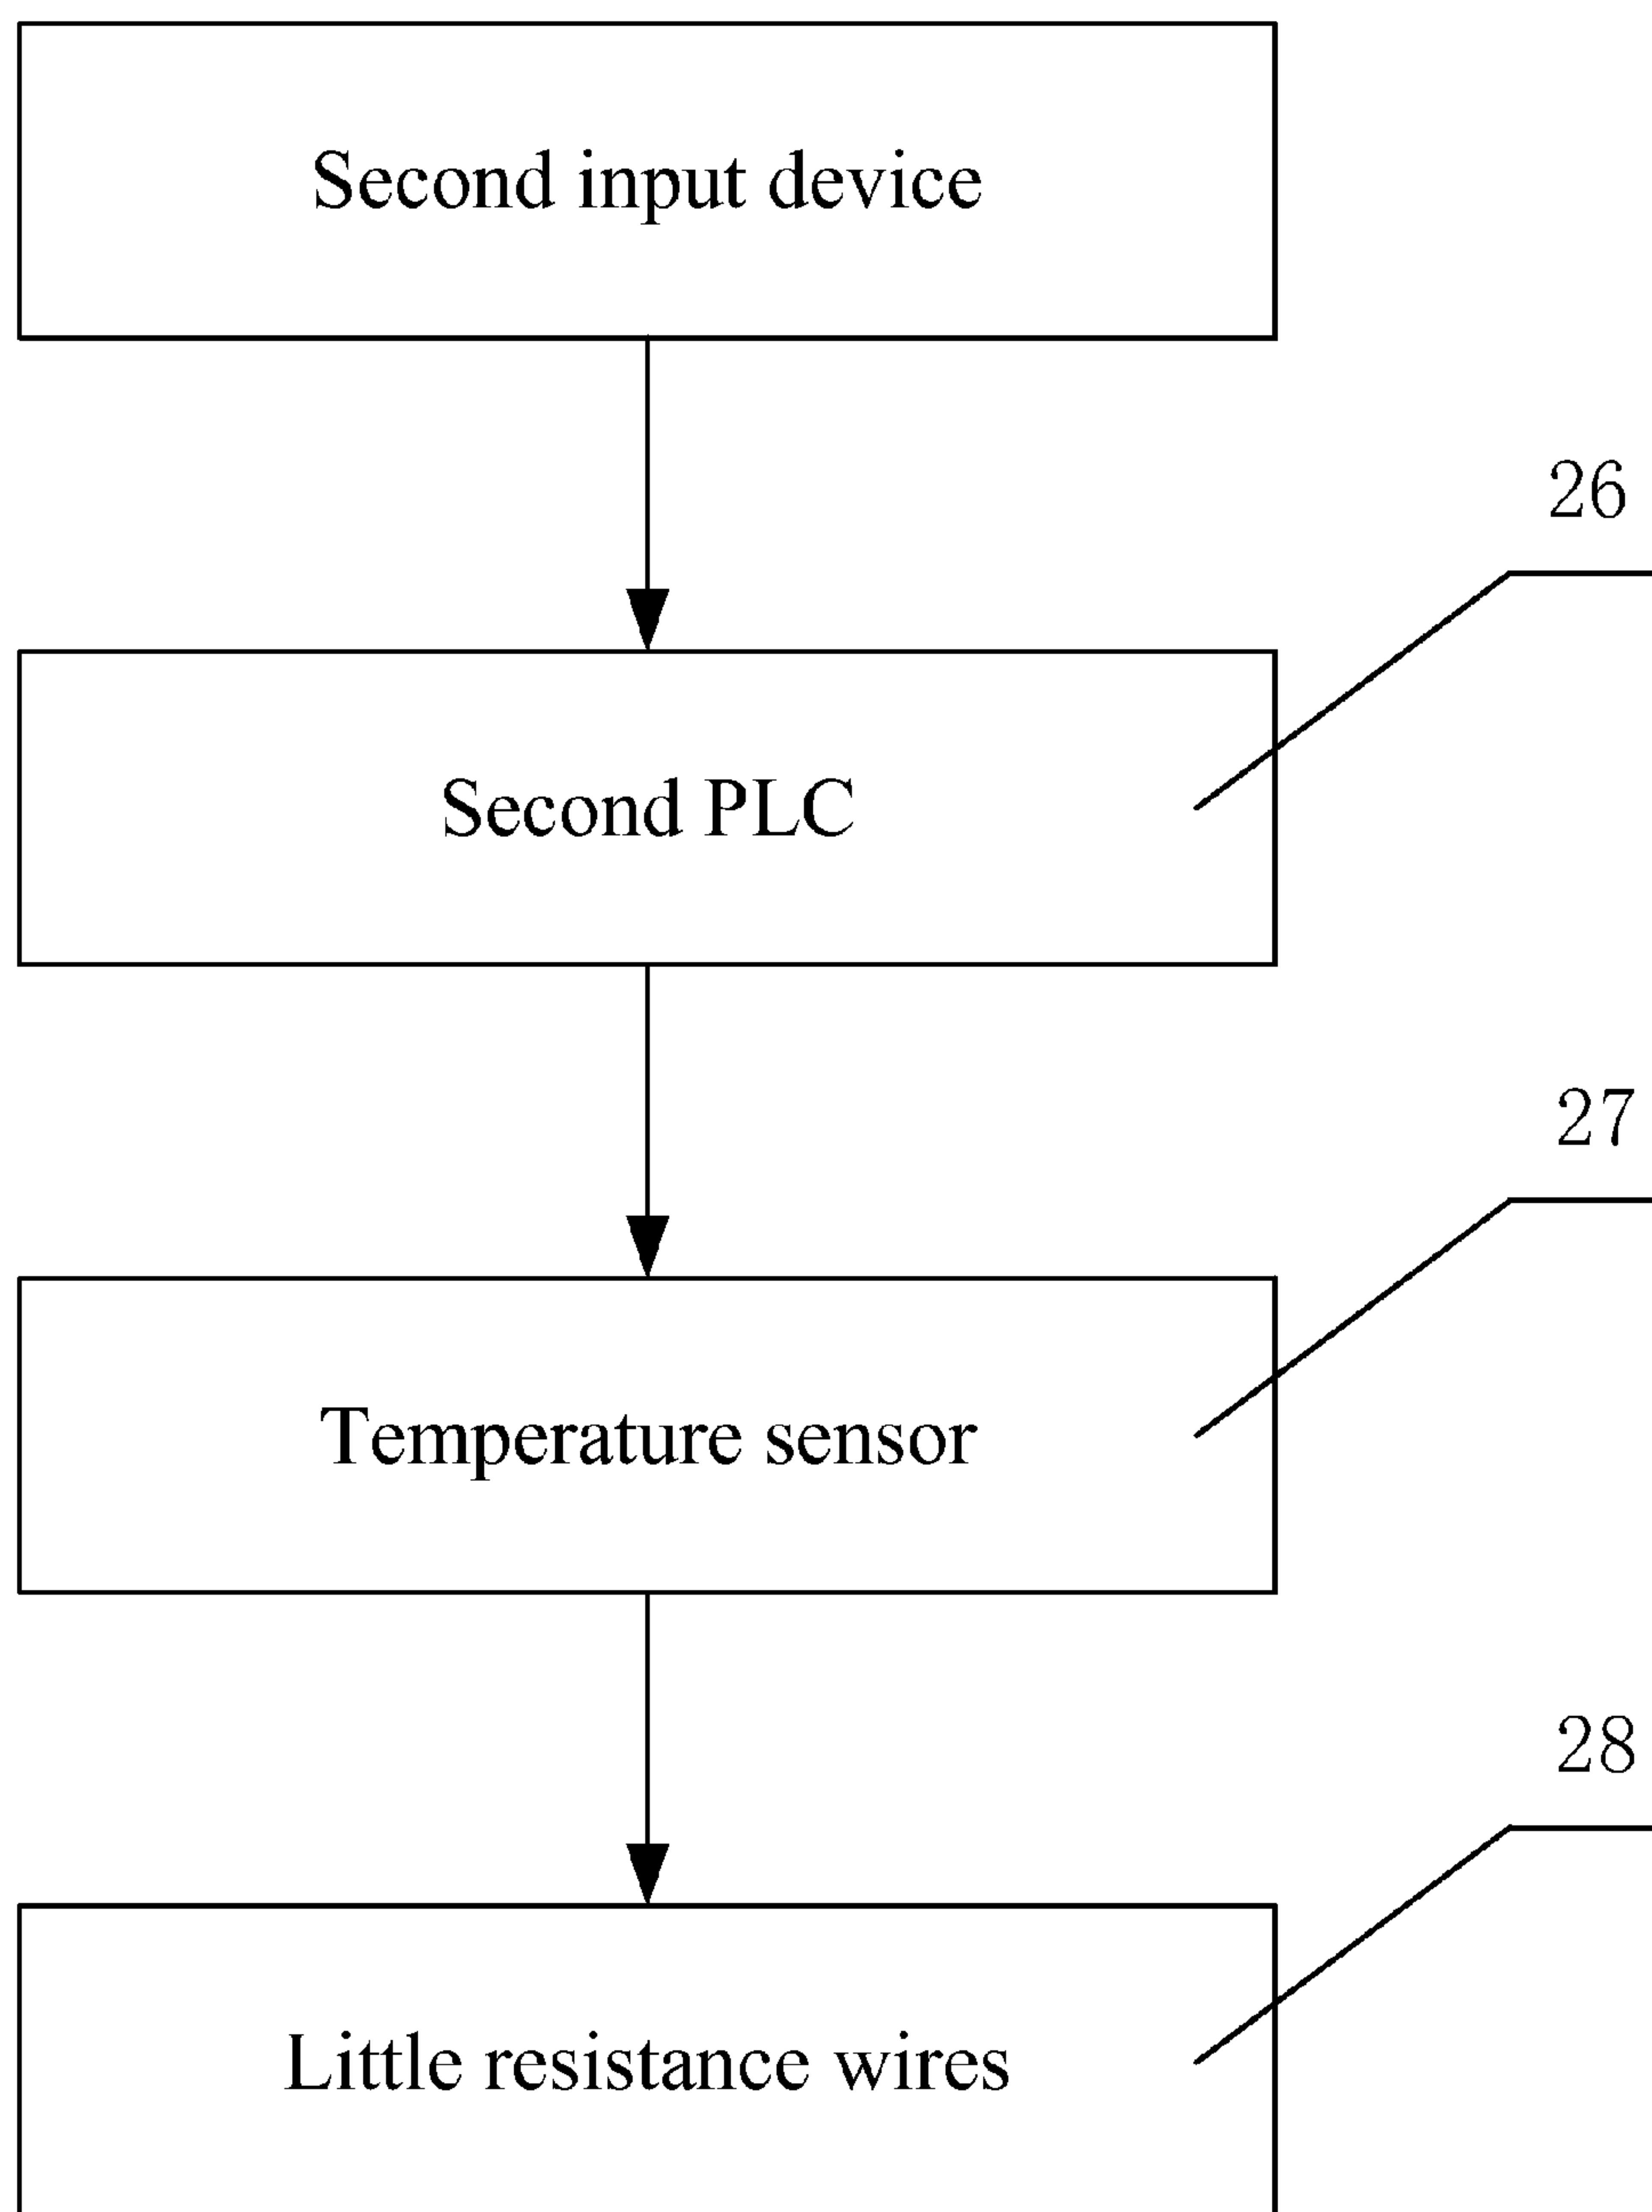 Second input device
26
Second PLC
27
Temperature sensor
28
Little resistance wires